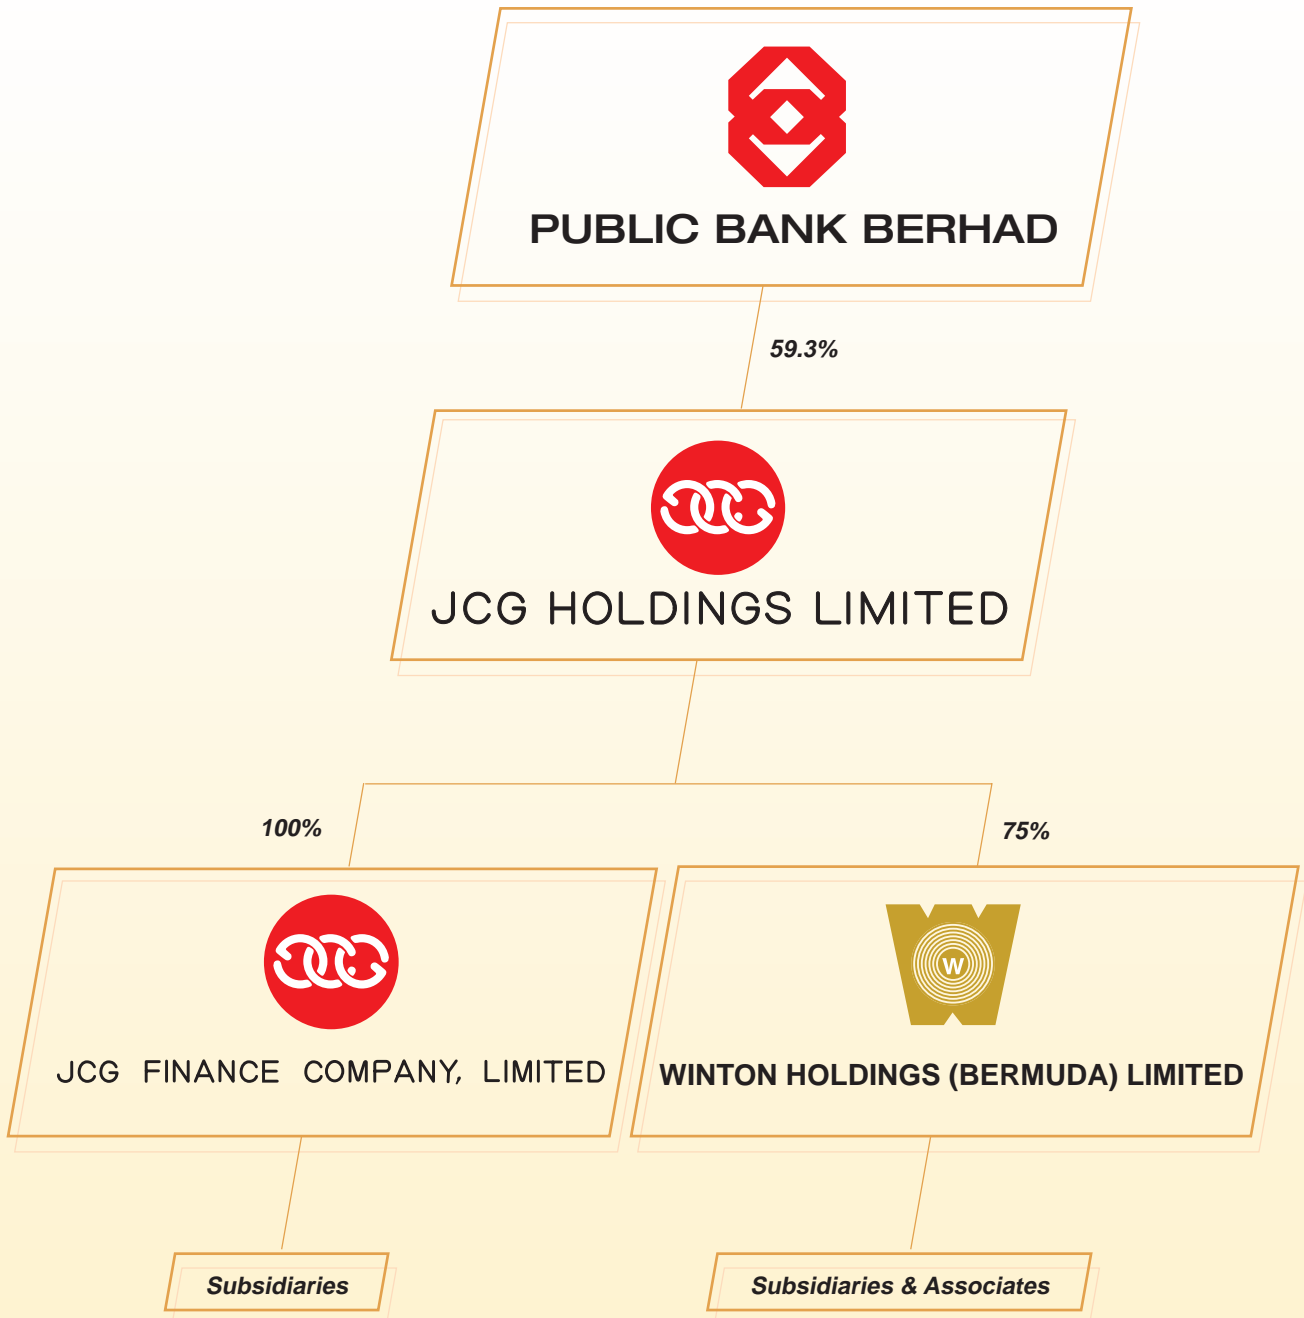 PUBLIC BANK BERHAD
59.3%
JCG HOLDINGS LIMITED
100%
75%
W
JCG FINANCE COMPANY, LIMITED
WINTON HOLDINGS (BERMUDA) LIMITED
Subsidiaries
Subsidiaries & Associates